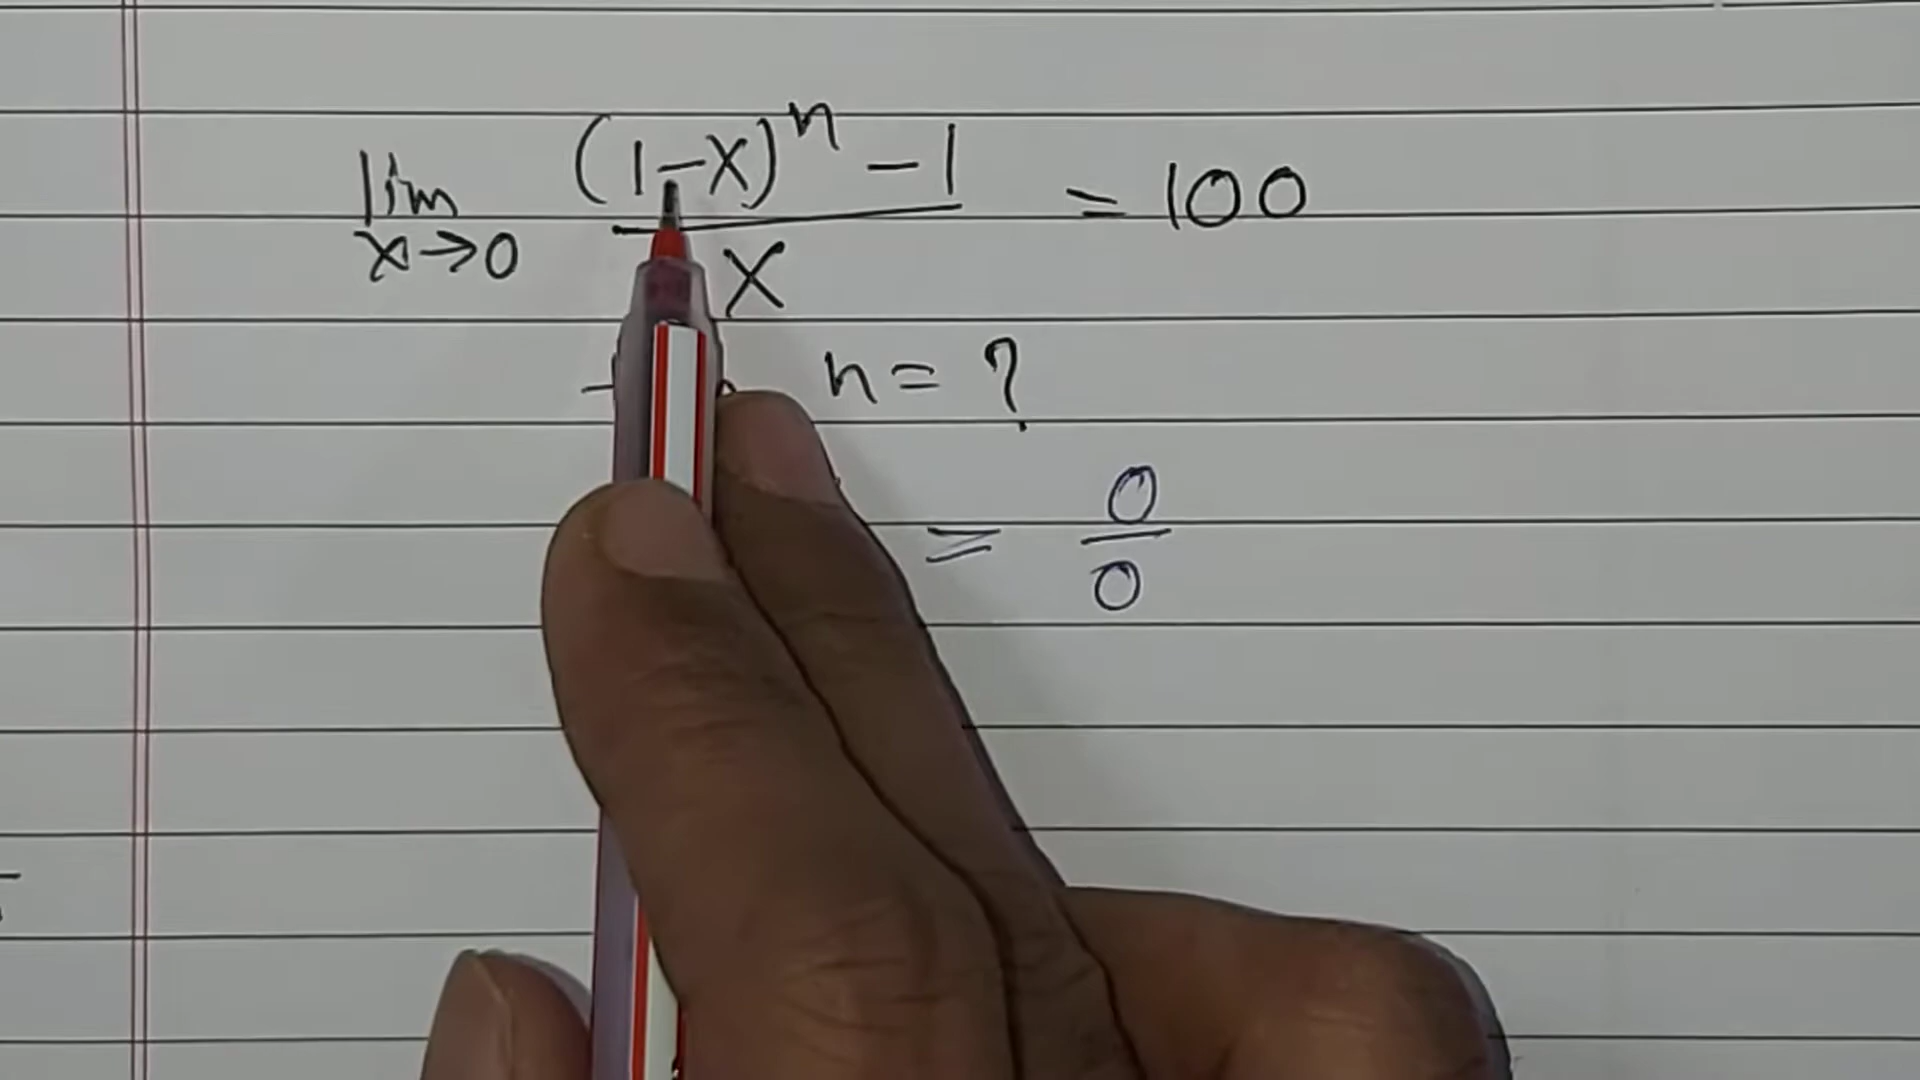 lim (1-x)^n - 1 / x = 100
x→0
n = ?
= 0/0